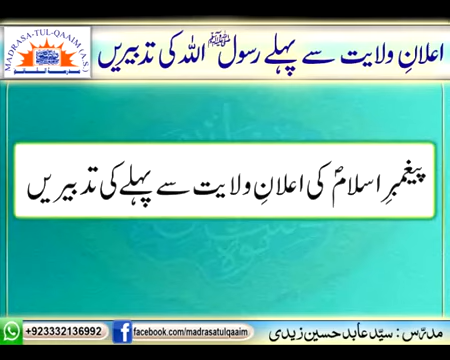 اعلانِ ولایت سے پہلے رسول ﷺ اللہ کی تدبیریں
MADRASA-TUL-QAAIM(A.S)
پیغمبرِ اسلامؐ کی اعلانِ ولایت سے پہلے کی تدبیریں
+923332136992
facebook.com/madrasatulqaaim
مدرّس : سیّد عابد حسین زیدی